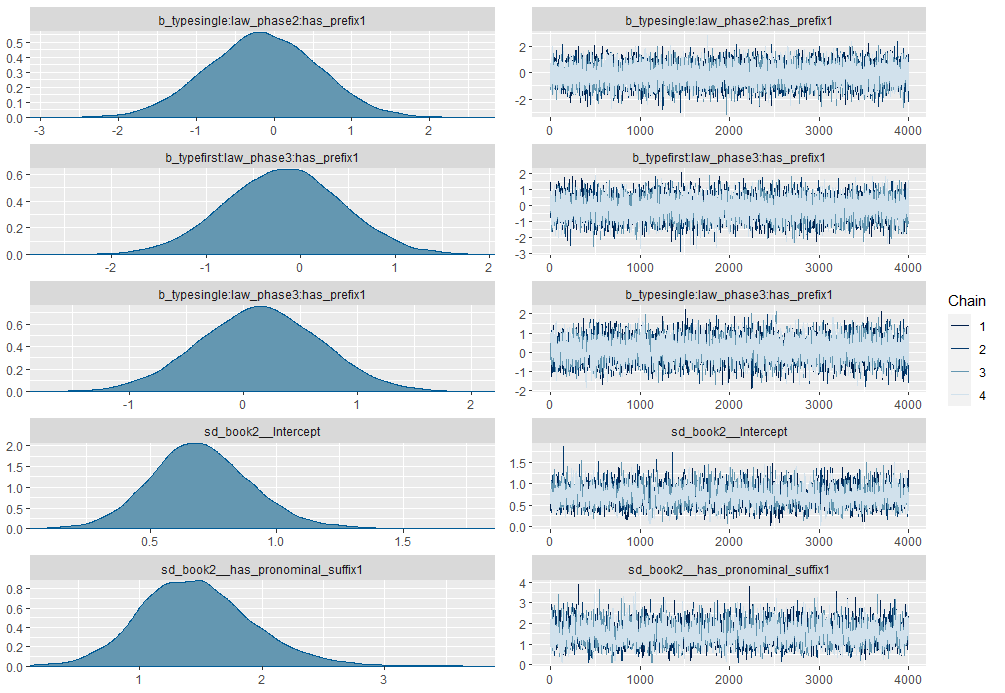 b_typesingle:law_phase2:has_prefix1 b_typesingle:law_phase2:has_prefix1
0.5 2
0.4
0.3 0
0.2
0.1 -2
0.0
-3 -2 -1 0 1 2 0 1000 2000 3000 4000
b_typefirst:law_phase3:has_prefix1 b_typefirst:law_phase3:has_prefix1
0.6 2
1
0.4 0
-1
0.2 -2
0.0 -3
-2 -1 0 1 2 0 1000 2000 3000 4000
b_typesingle:law_phase3:has_prefix1 b_typesingle:law_phase3:has_prefix1
0.6 2
0.4 1
0
0.2 -1
0.0 -2
-1 0 1 2 0 1000 2000 3000 4000
Chain
1
2
3
4
sd_book2__Intercept sd_book2__Intercept
2.0
1.5 1.5
1.0 1.0
0.5 0.5
0.0 0.0
0.5 1.0 1.5 0 1000 2000 3000 4000
sd_book2__has_pronominal_suffix1 sd_book2__has_pronominal_suffix1
0.8 4
0.6 3
0.4 2
0.2 1
0.0 0
1 2 3 0 1000 2000 3000 4000